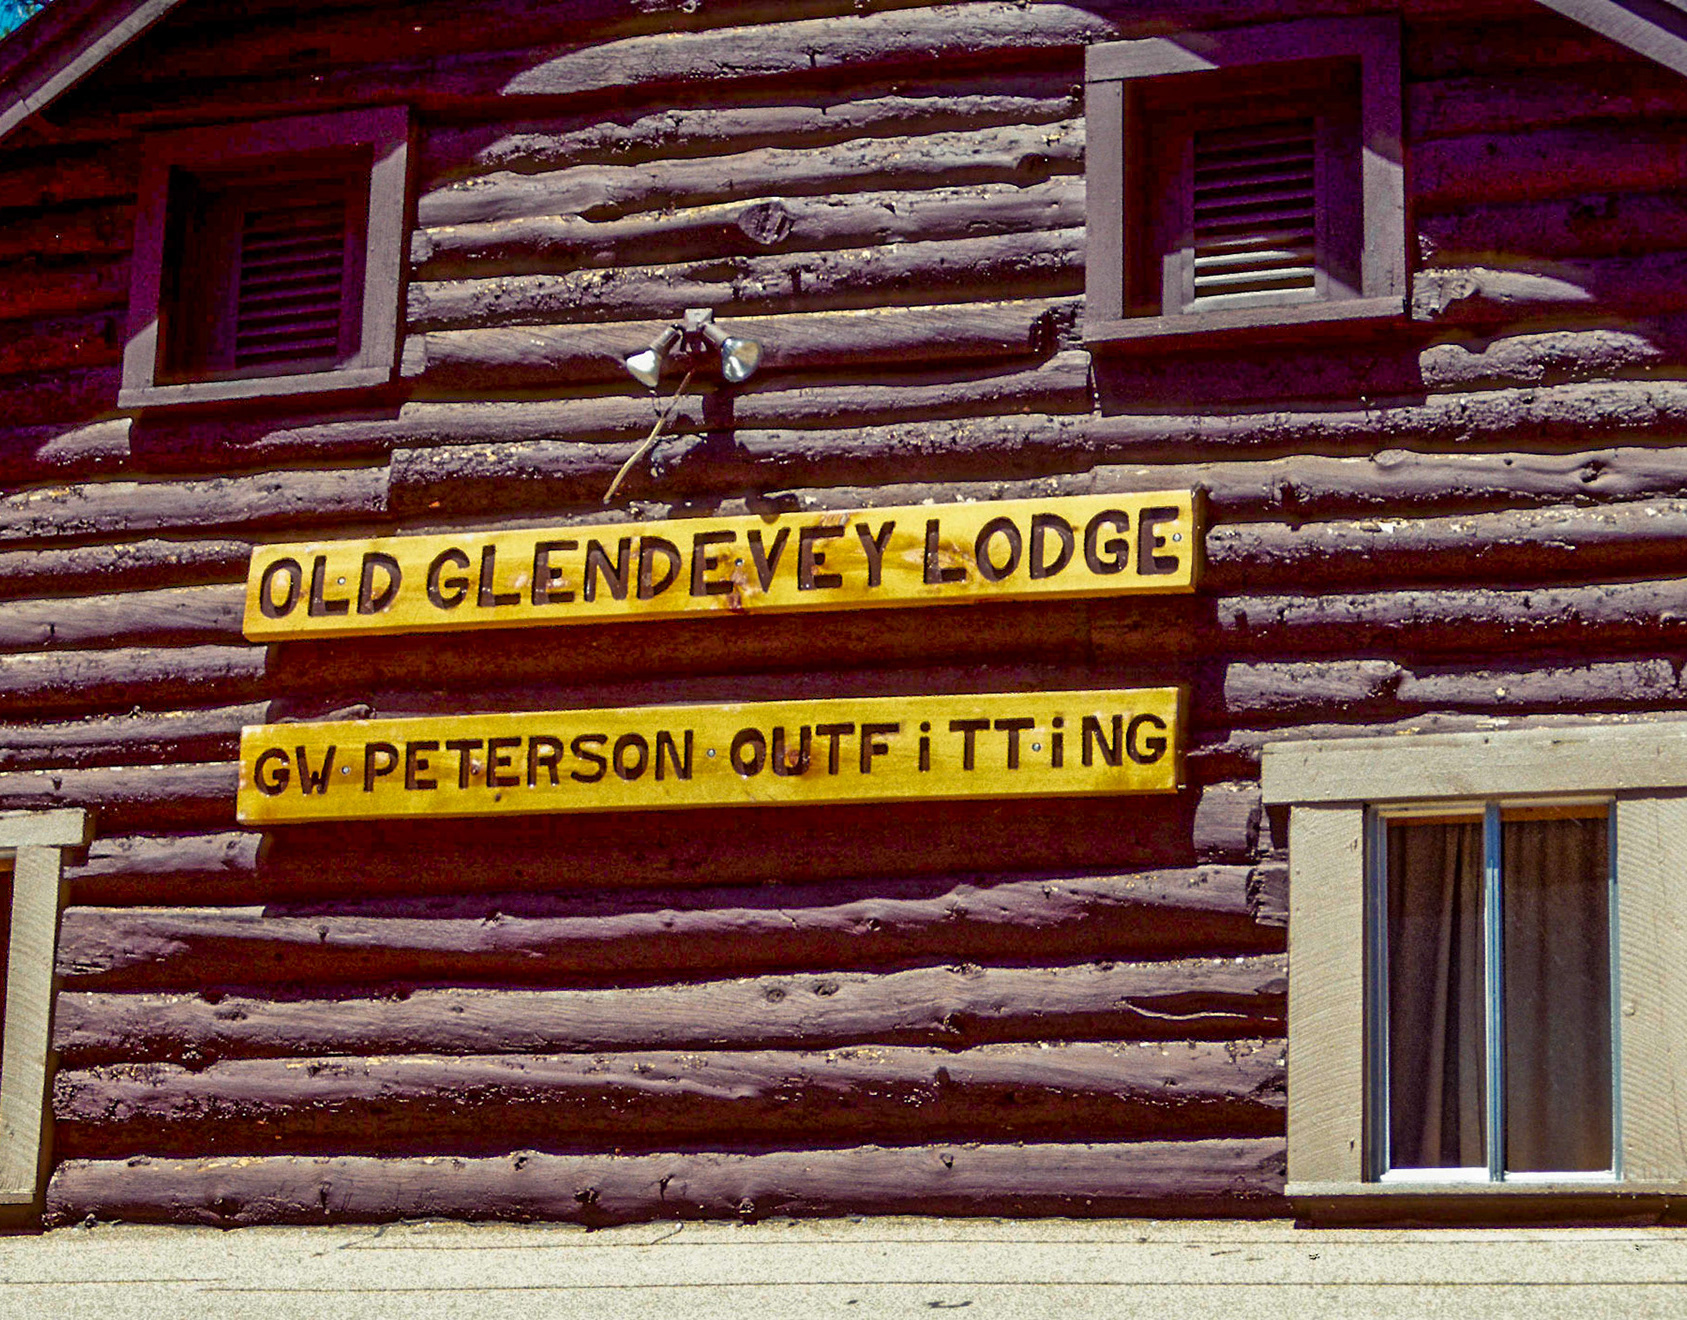 OLD GLENDEVEY LODGE
GW PETERSON OUTFiTTiNG